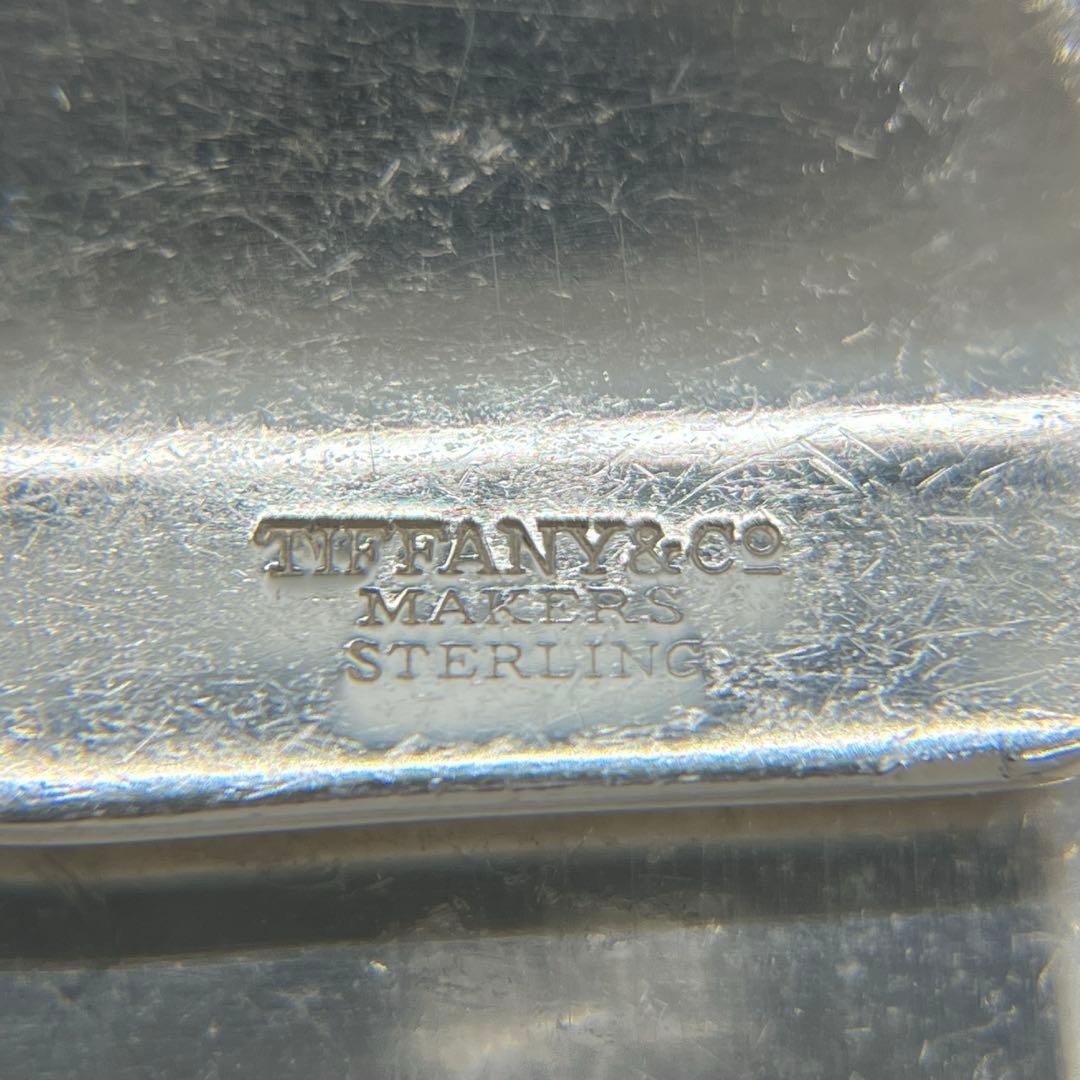 TIFFANY & Cº
MAKERS
STERLING